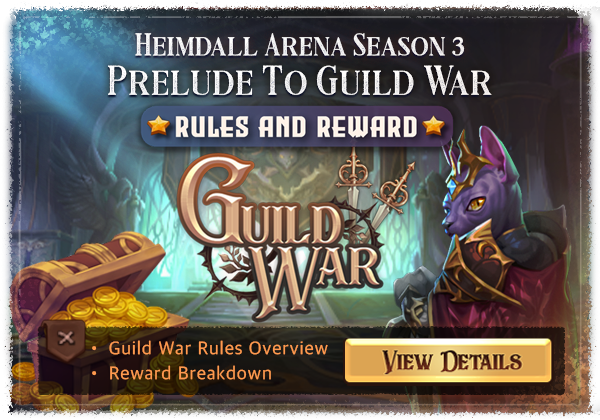 HEIMDALL ARENA SEASON 3
PRELUDE TO GUILD WAR
RULES AND REWARD
GUILD
WAR
• Guild War Rules Overview
• Reward Breakdown
VIEW DETAILS